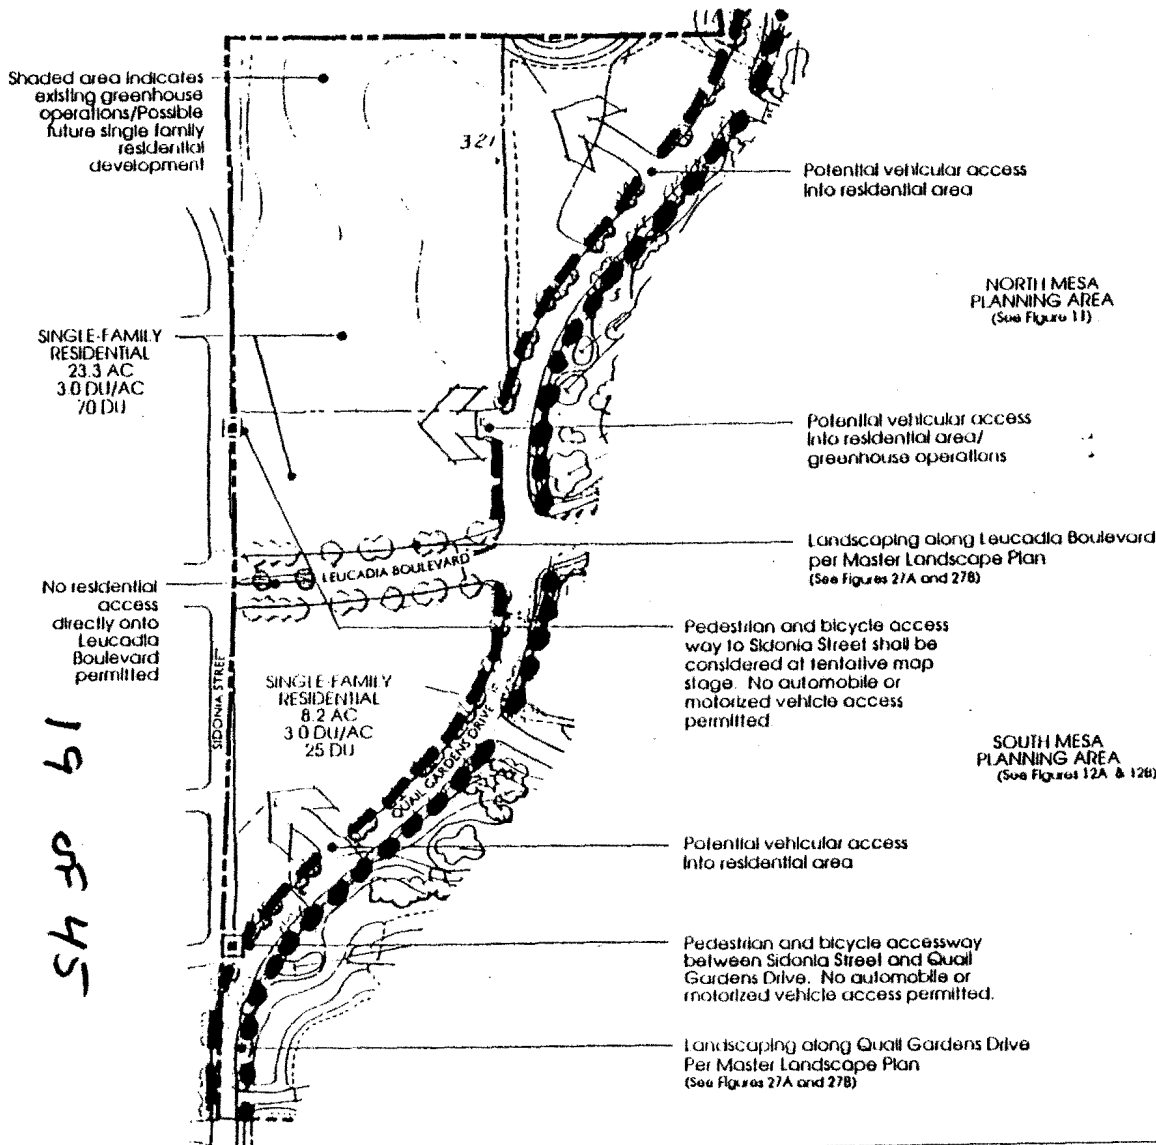 Shaded area indicates
existing greenhouse
operations/Possible
future single family
residential
development
321
Potential vehicular access
into residential area
NORTH MESA
PLANNING AREA
(See Figure 11)
SINGLE-FAMILY
RESIDENTIAL
23.3 AC
3.0 DU/AC
70 DU
Potential vehicular access
into residential area/
greenhouse operations
Landscaping along Leucadia Boulevard
per Master Landscape Plan
(See Figures 27A and 27B)
LEUCADIA BOULEVARD
No residential
access
directly onto
Leucadia
Boulevard
permitted
Pedestrian and bicycle access
way to Sidonia Street shall be
considered at tentative map
stage. No automobile or
motorized vehicle access
permitted.
SIDONIA STREET
SINGLE-FAMILY
RESIDENTIAL
8.2 AC
3.0 DU/AC
25 DU
QUAIL GARDENS DRIVE
SOUTH MESA
PLANNING AREA
(See Figures 12A & 12B)
19 of 45
Potential vehicular access
into residential area
Pedestrian and bicycle accessway
between Sidonia Street and Quail
Gardens Drive. No automobile or
motorized vehicle access permitted.
Landscaping along Quail Gardens Drive
Per Master Landscape Plan
(See Figures 27A and 27B)